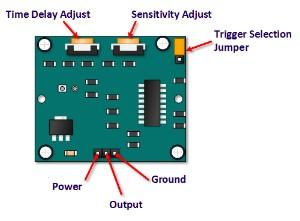 Time Delay Adjust
Sensitivity Adjust
Trigger Selection
Jumper
Power
Ground
Output